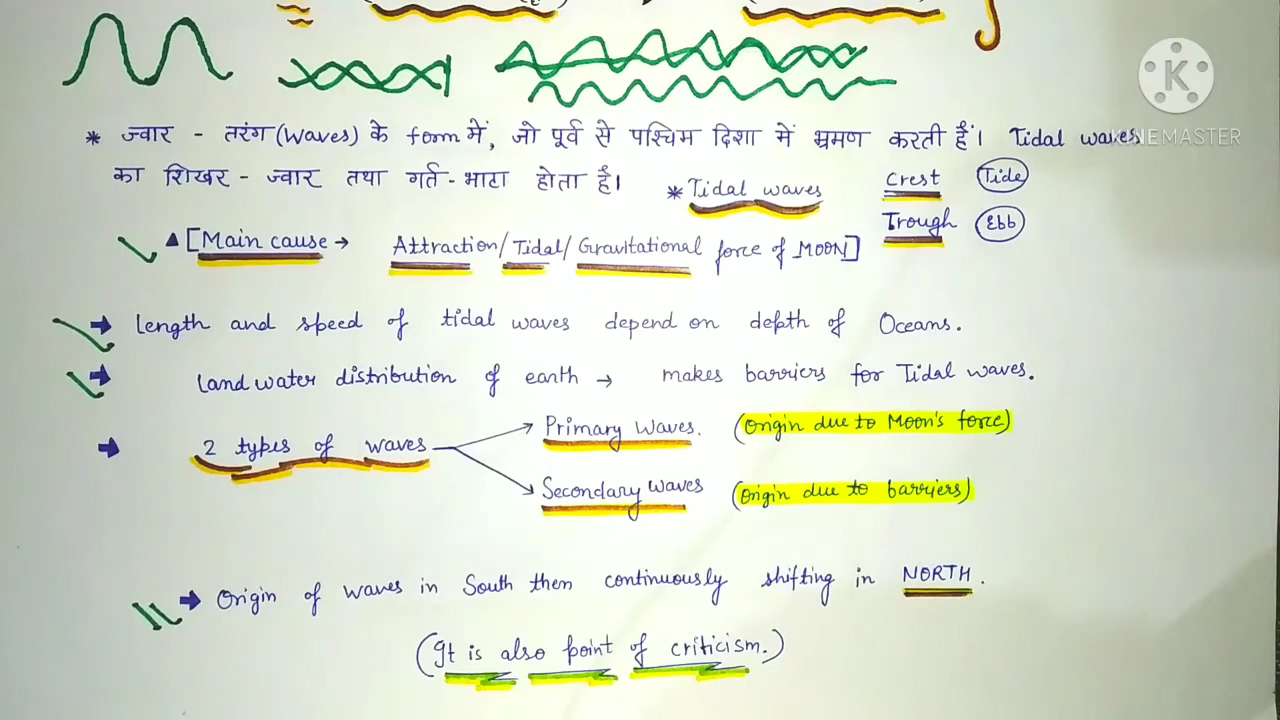 * ज्वार - तरंग (Waves) के form में, जो पूर्व से पश्चिम दिशा में भ्रमण करती हैं। Tidal waves
का शिखर - ज्वार तथा गर्त - भाटा होता है।
* Tidal waves
Crest Tide
Trough Ebb
[Main cause → Attraction/Tidal/Gravitational force of MOON]
Length and speed of tidal waves depend on depth of Oceans.
Land water distribution of earth → makes barriers for Tidal waves.
2 types of waves
Primary Waves. (Origin due to Moon's force)
Secondary Waves (Origin due to barriers)
Origin of waves in South then continuously shifting in NORTH.
(It is also point of criticism.)
K
KINEMASTER